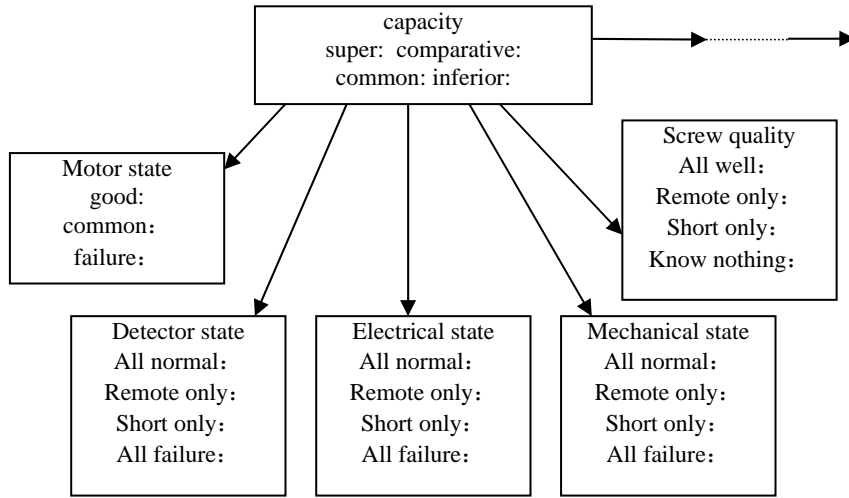 capacity
super: comparative:
common: inferior:
Motor state
good:
common：
failure：
Screw quality
All well：
Remote only：
Short only：
Know nothing：
Detector state
All normal：
Remote only：
Short only：
All failure：
Electrical state
All normal：
Remote only：
Short only：
All failure：
Mechanical state
All normal：
Remote only：
Short only：
All failure：